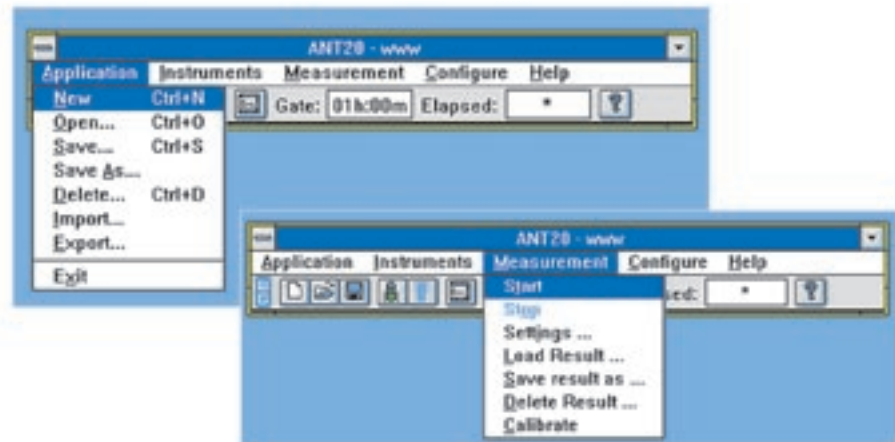 ANT20 - www
Application Instruments Measurement Configure Help
New Ctrl+N
Gate: 01h:00m Elapsed: *
Open... Ctrl+O
Save... Ctrl+S
Save As...
Delete... Ctrl+D
Import...
Export...
Exit
ANT20 - www
Application Instruments Measurement Configure Help
Start
sed: *
Stop
Settings ...
Load Result ...
Save result as ...
Delete Result ...
Calibrate